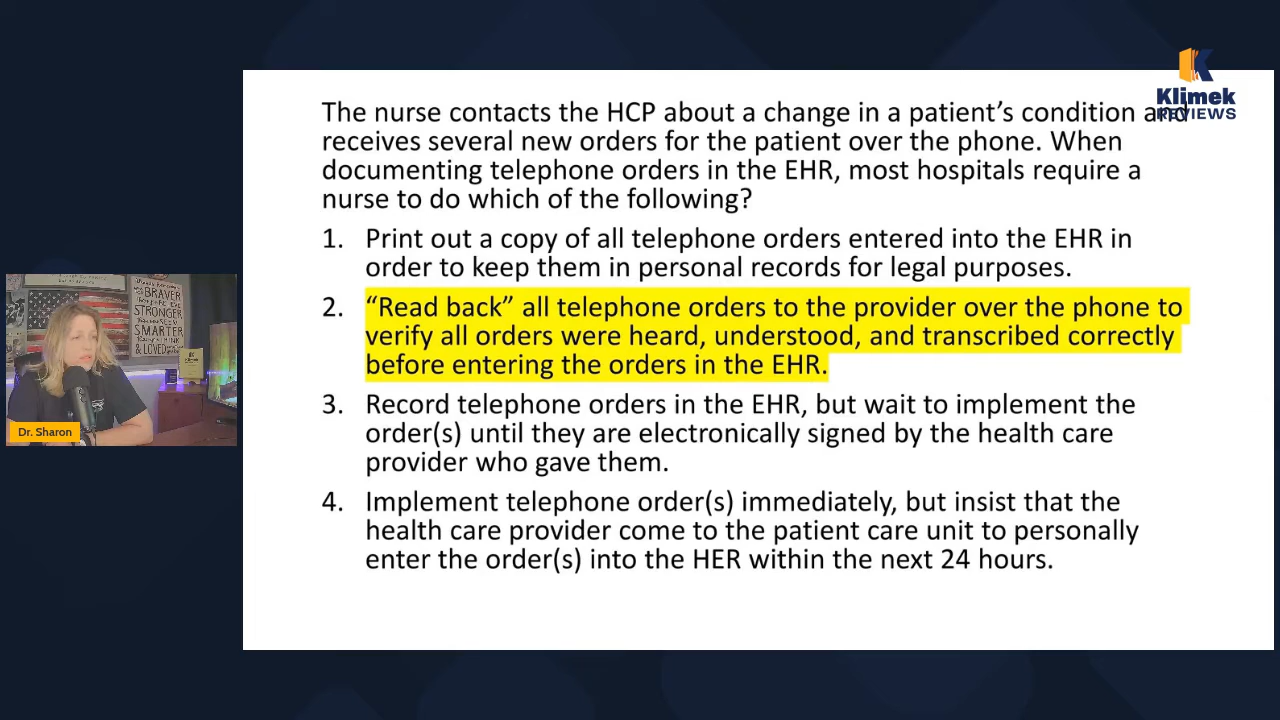 Klimek
REVIEWS
The nurse contacts the HCP about a change in a patient's condition and
receives several new orders for the patient over the phone. When
documenting telephone orders in the EHR, most hospitals require a
nurse to do which of the following?
1. Print out a copy of all telephone orders entered into the EHR in
order to keep them in personal records for legal purposes.
2. “Read back” all telephone orders to the provider over the phone to
verify all orders were heard, understood, and transcribed correctly
before entering the orders in the EHR.
3. Record telephone orders in the EHR, but wait to implement the
order(s) until they are electronically signed by the health care
provider who gave them.
4. Implement telephone order(s) immediately, but insist that the
health care provider come to the patient care unit to personally
enter the order(s) into the HER within the next 24 hours.
BRAVER
STRONGER
SMARTER
& LOVED
Klimek
Dr. Sharon